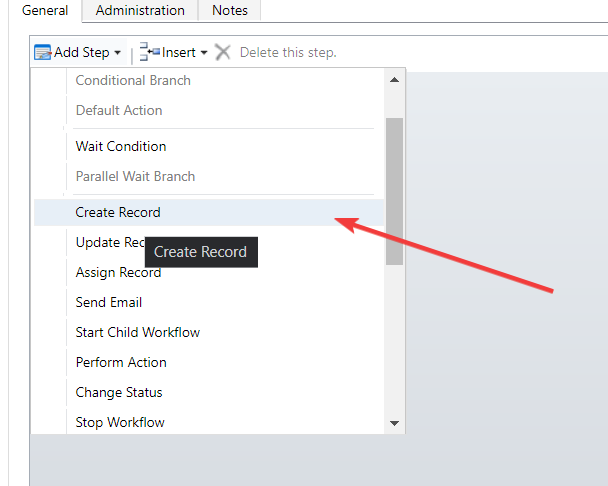 General Administration Notes
Add Step Insert Delete this step.
Conditional Branch
Default Action
Wait Condition
Parallel Wait Branch
Create Record
Update Rec
Create Record
Assign Record
Send Email
Start Child Workflow
Perform Action
Change Status
Stop Workflow